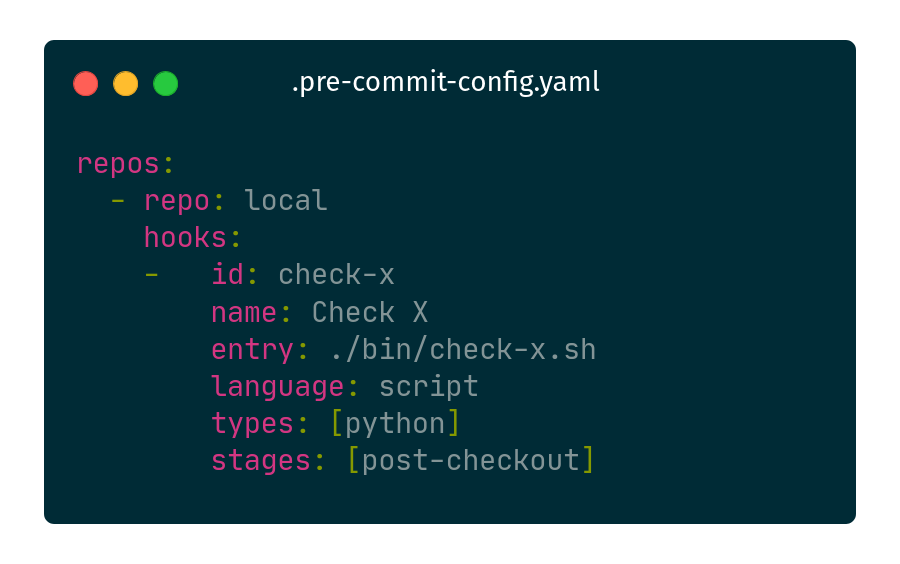 .pre-commit-config.yaml
repos:
  - repo: local
    hooks:
    -   id: check-x
        name: Check X
        entry: ./bin/check-x.sh
        language: script
        types: [python]
        stages: [post-checkout]